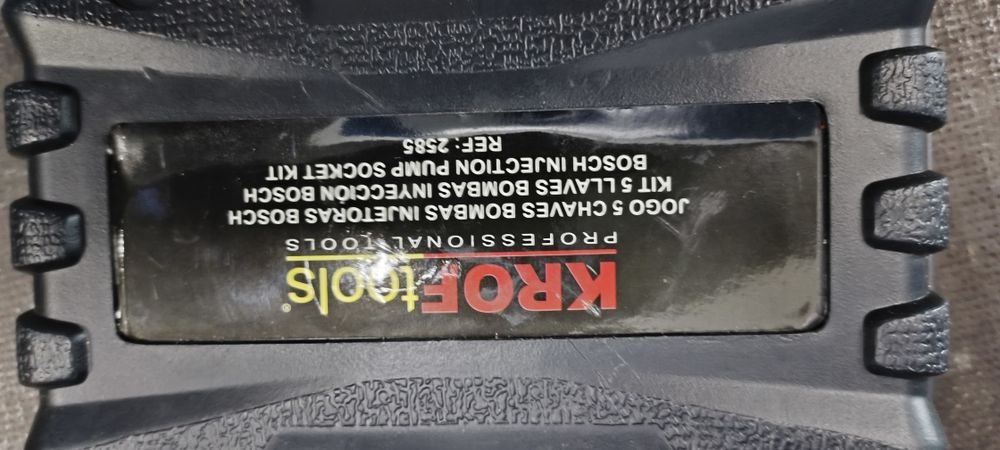 KROFtools®
PROFESSIONAL TOOLS
JOGO 5 CHAVES BOMBAS INJETORAS BOSCH
KIT 5 LLAVES BOMBAS INYECCIÓN BOSCH
BOSCH INJECTION PUMP SOCKET KIT
REF: 2585